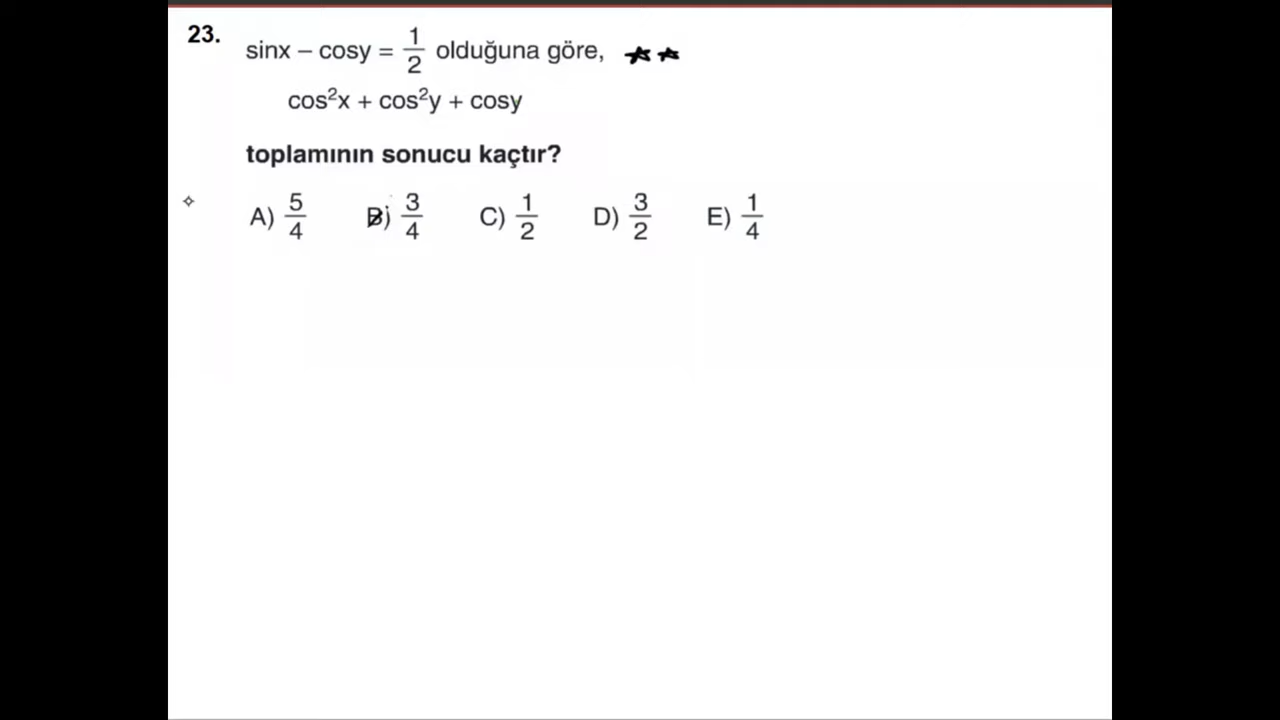 23. sinx – cosy = 1/2 olduğuna göre,
cos²x + cos²y + cosy
toplamının sonucu kaçtır?
A) 5/4 B) 3/4 C) 1/2 D) 3/2 E) 1/4